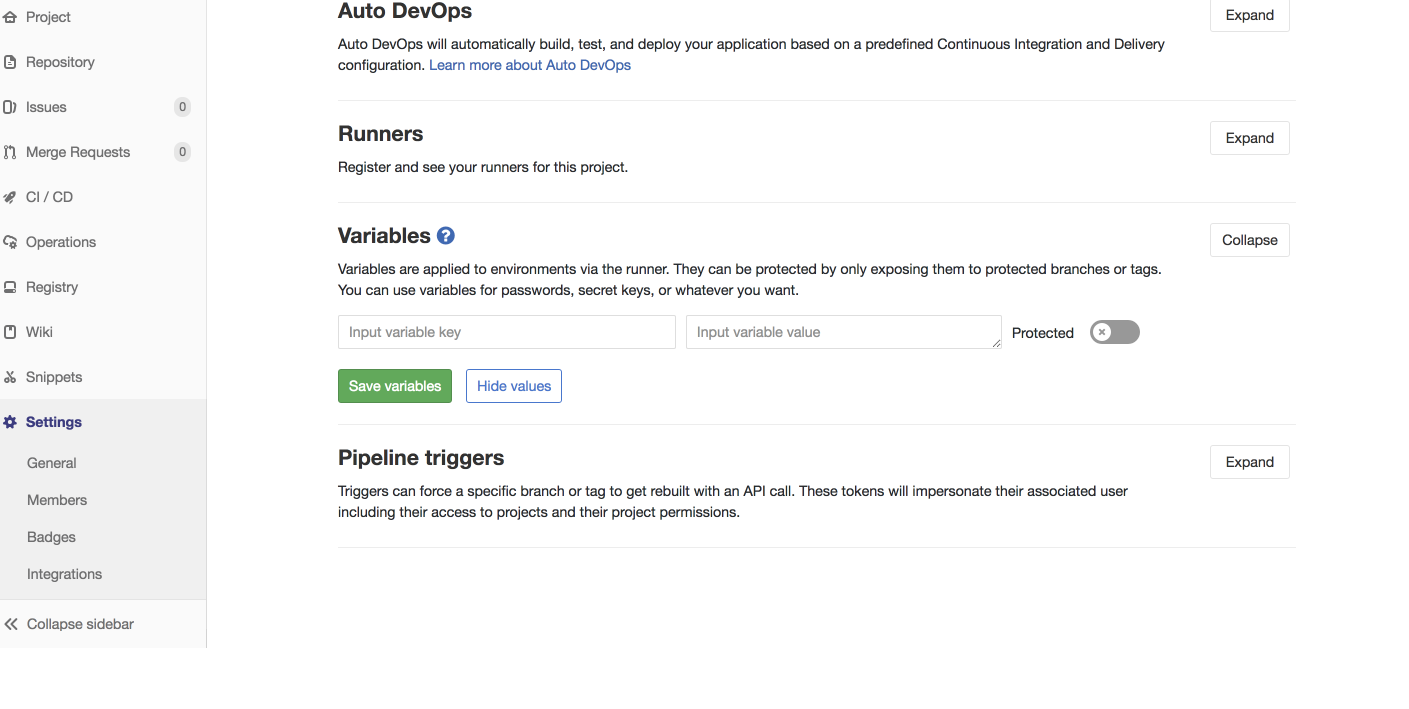 Project
Repository
Issues 0
Merge Requests 0
CI / CD
Operations
Registry
Wiki
Snippets
Settings
General
Members
Badges
Integrations
Collapse sidebar
Auto DevOps
Expand
Auto DevOps will automatically build, test, and deploy your application based on a predefined Continuous Integration and Delivery
configuration. Learn more about Auto DevOps
Runners
Expand
Register and see your runners for this project.
Variables ?
Collapse
Variables are applied to environments via the runner. They can be protected by only exposing them to protected branches or tags.
You can use variables for passwords, secret keys, or whatever you want.
Input variable key Input variable value Protected
Save variables Hide values
Pipeline triggers
Expand
Triggers can force a specific branch or tag to get rebuilt with an API call. These tokens will impersonate their associated user
including their access to projects and their project permissions.